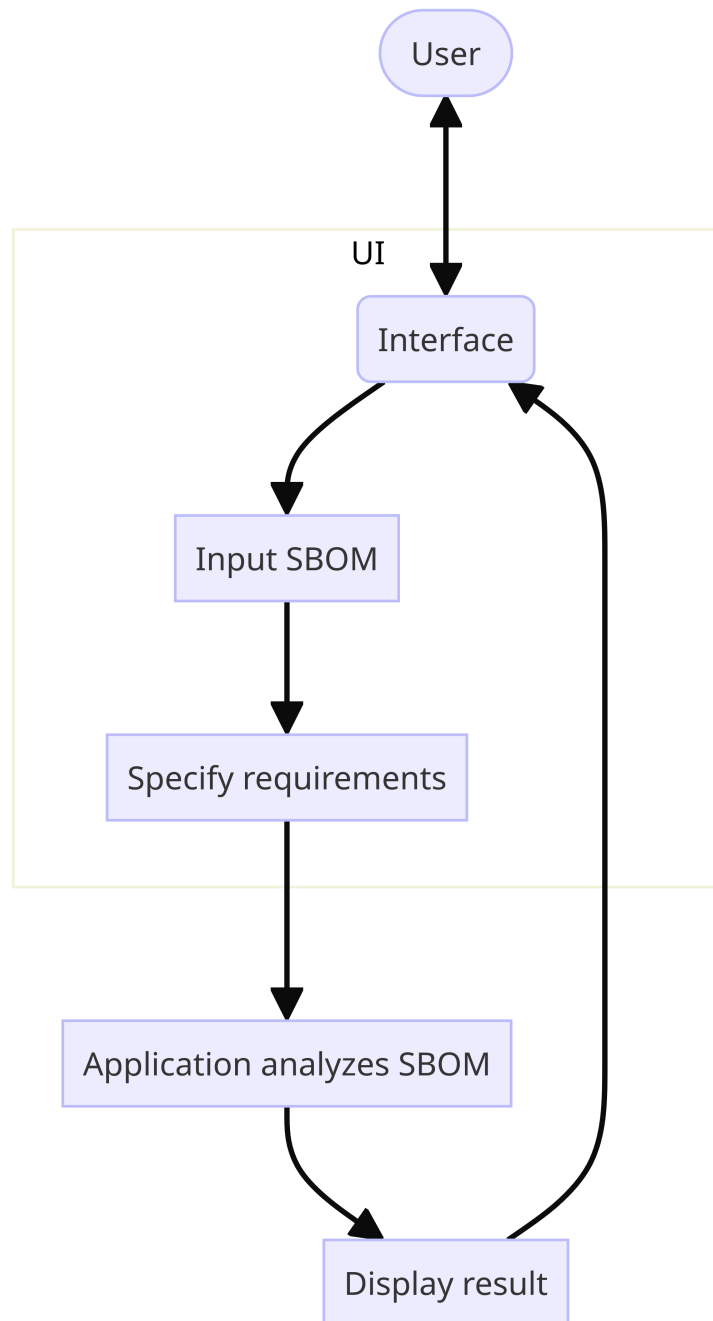 User
UI
Interface
Input SBOM
Specify requirements
Application analyzes SBOM
Display result